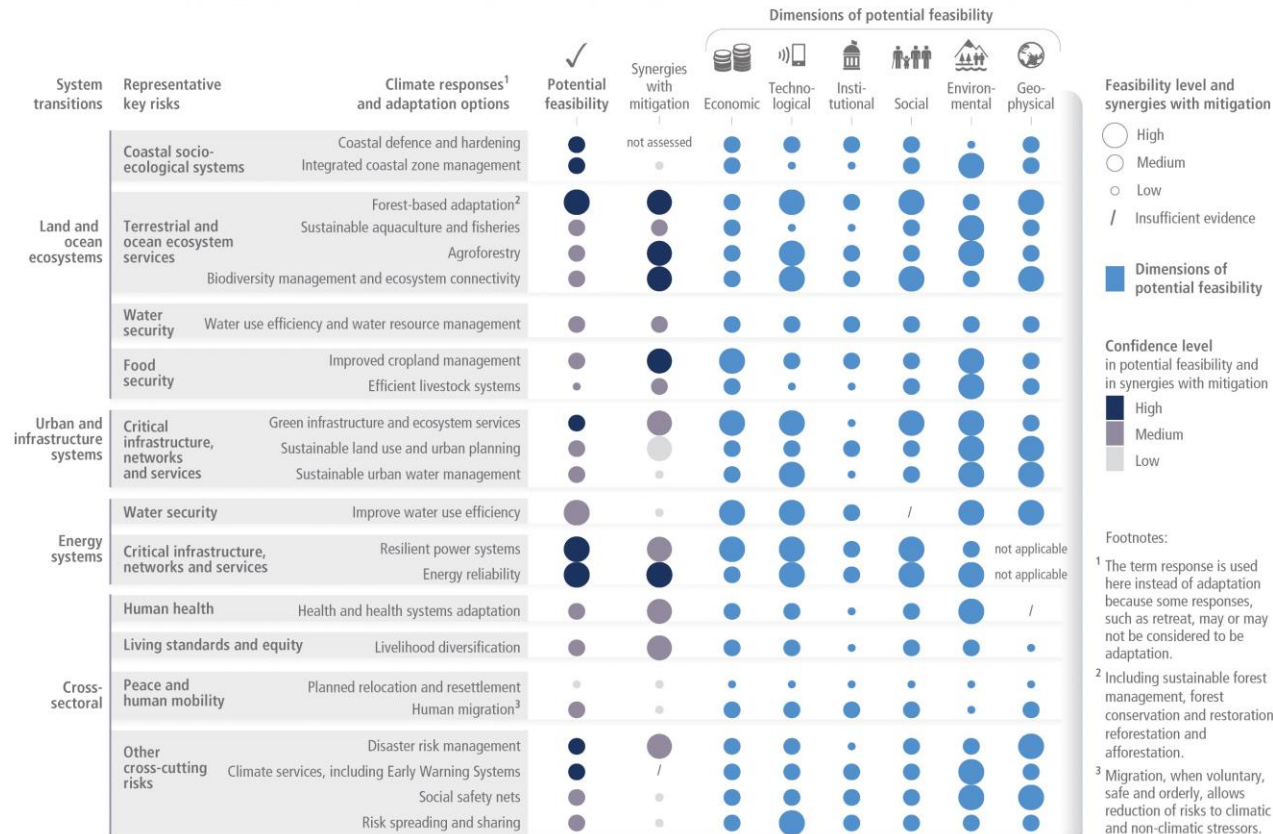 Dimensions of potential feasibility
System transitions
Representative key risks
Climate responses1 and adaptation options
Potential feasibility
Synergies with mitigation
Economic
Techno-
logical
Insti-
tutional
Social
Environ-
mental
Geo-
physical
Land and ocean ecosystems
Coastal socio-
ecological systems
Coastal defence and hardening
not assessed
Integrated coastal zone management
Terrestrial and
ocean ecosystem
services
Forest-based adaptation2
Sustainable aquaculture and fisheries
Agroforestry
Biodiversity management and ecosystem connectivity
Water
security
Water use efficiency and water resource management
Food
security
Improved cropland management
Efficient livestock systems
Urban and
infrastructure
systems
Critical
infrastructure,
networks
and services
Green infrastructure and ecosystem services
Sustainable land use and urban planning
Sustainable urban water management
Energy
systems
Water security
Improve water use efficiency
/
Critical infrastructure,
networks and services
Resilient power systems
not applicable
Energy reliability
not applicable
Cross-
sectoral
Human health
Health and health systems adaptation
/
Living standards and equity
Livelihood diversification
Peace and
human mobility
Planned relocation and resettlement
Human migration3
Other
cross-cutting
risks
Disaster risk management
Climate services, including Early Warning Systems
/
Social safety nets
Risk spreading and sharing
Feasibility level and
synergies with mitigation
High
Medium
Low
/ Insufficient evidence
Dimensions of
potential feasibility
Confidence level
in potential feasibility and
in synergies with mitigation
High
Medium
Low
Footnotes:
1 The term response is used
here instead of adaptation
because some responses,
such as retreat, may or may
not be considered to be
adaptation.
2 Including sustainable forest
management, forest
conservation and restoration
reforestation and
afforestation.
3 Migration, when voluntary,
safe and orderly, allows
reduction of risks to climatic
and non-climatic stressors.